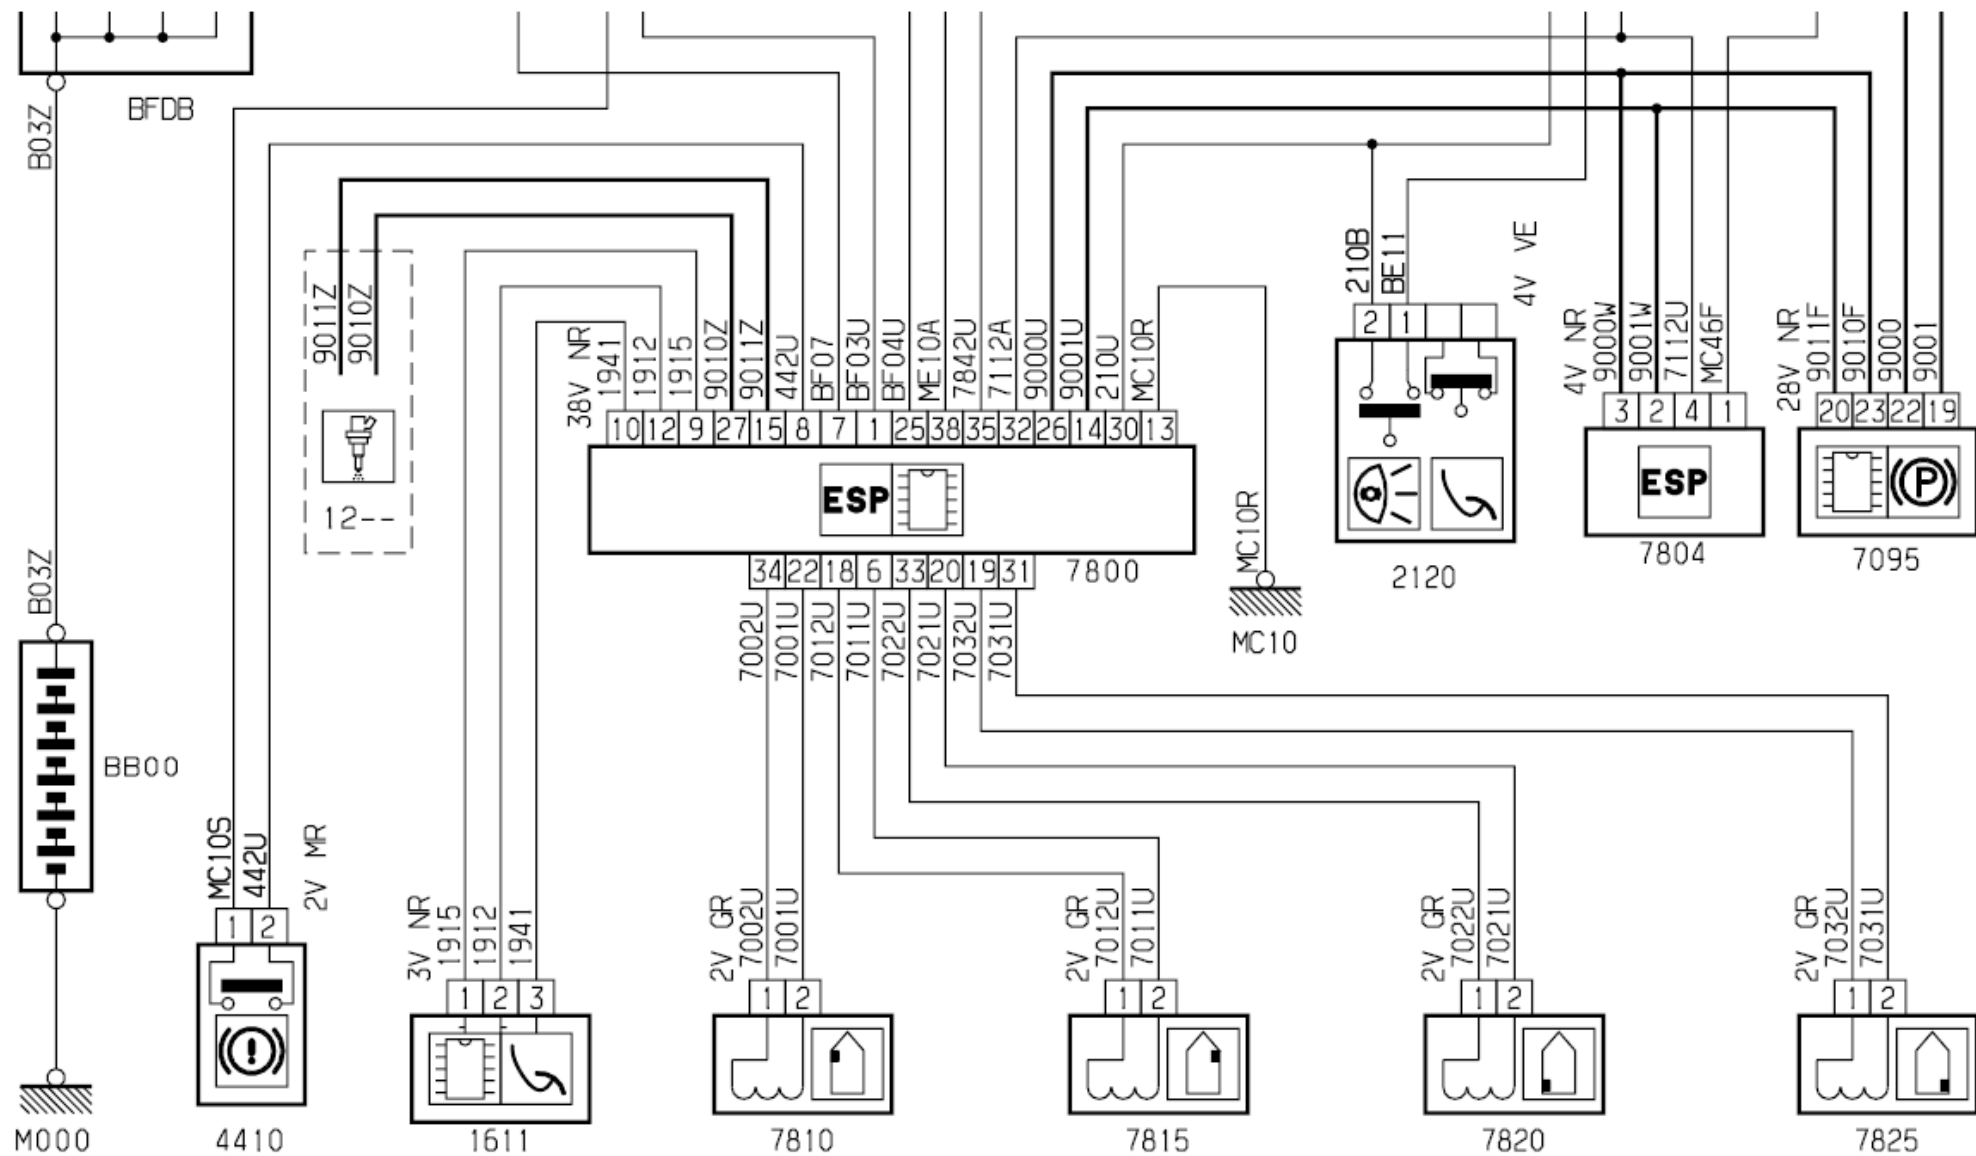 BFDB
B03Z
9011Z
9010Z
12--
38V NR
1941
1912
1915
9010Z
9011Z
442U
BF07
BF03U
BF04U
ME10A
7842U
7112A
9000U
9001U
210U
MC10R
10 12 9 27 15 8 7 1 25 38 35 32 26 14 30 13
ESP
7800
34 22 18 6 33 20 19 31
7002U
7001U
7012U
7011U
7022U
7021U
7032U
7031U
MC10R
MC10
210B
BE11
4V VE
2 1
2120
4V NR
9000W
9001W
7112U
MC46F
3 2 4 1
ESP
7804
28V NR
9011F
9010F
9000
9001
20 23 22 19
P
7095
B03Z
BB00
M000
MC10S
442U
2V MR
1 2
!
4410
3V NR
1915
1912
1941
1 2 3
1611
2V GR
7002U
7001U
1 2
7810
2V GR
7012U
7011U
1 2
7815
2V GR
7022U
7021U
1 2
7820
2V GR
7032U
7031U
1 2
7825